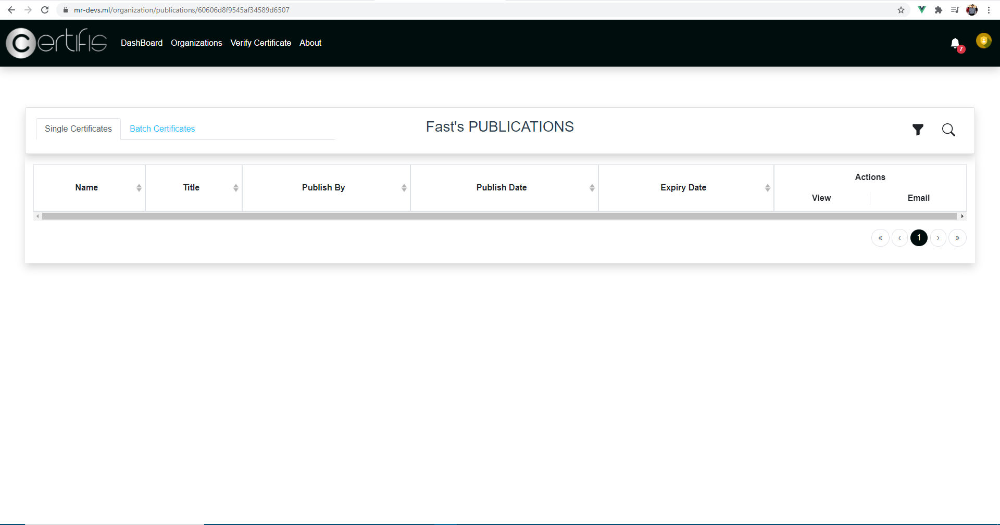 mr-devs.ml/organization/publications/60606d8f9545af34589d6507
certifis DashBoard Organizations Verify Certificate About 7
Single Certificates Batch Certificates Fast's PUBLICATIONS
Actions
Name Title Publish By Publish Date Expiry Date
View Email
« ‹ 1 › »